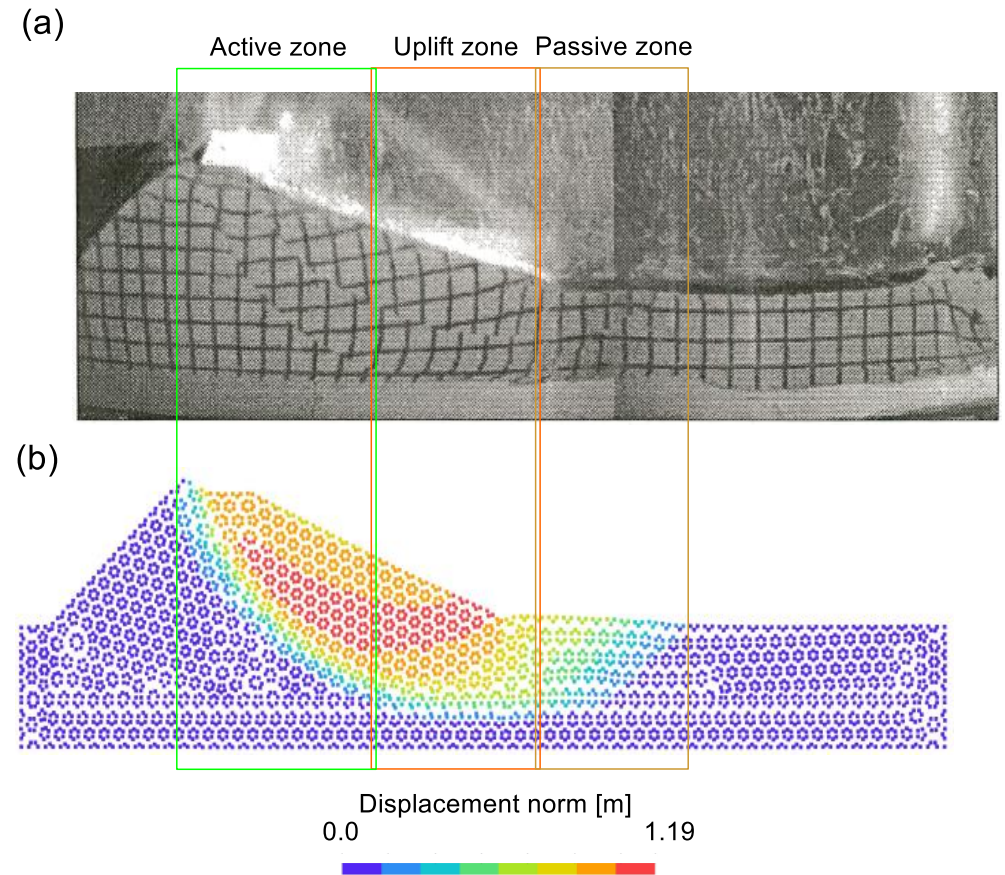 (a)
Active zone
Uplift zone
Passive zone
(b)
Displacement norm [m]
0.0
1.19